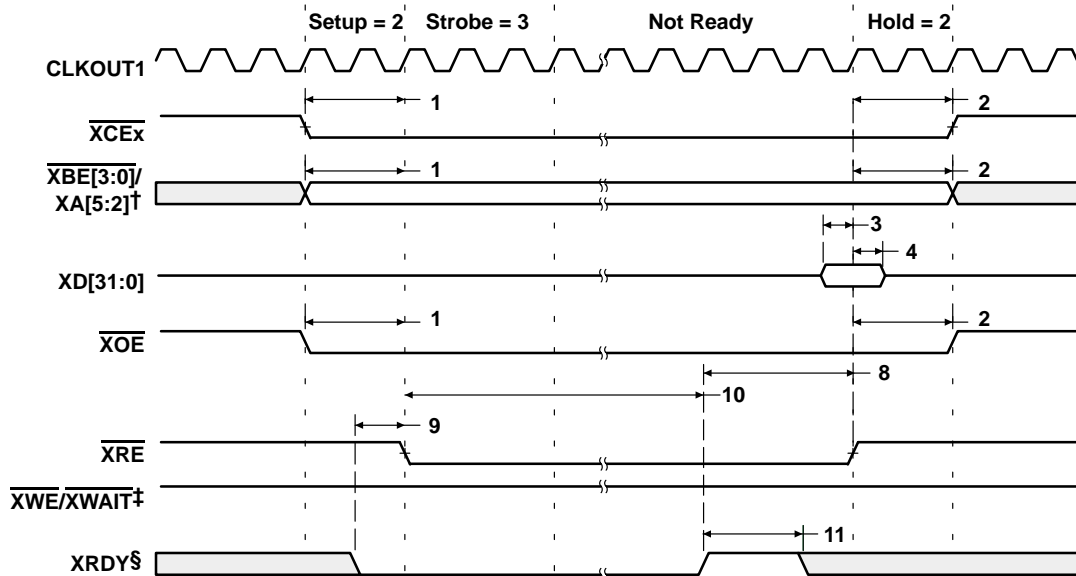 Setup = 2 Strobe = 3 Not Ready Hold = 2
CLKOUT1
1 2
XCEx
XBE[3:0]/
1 2
XA[5:2]†
3
4
XD[31:0]
1 2
XOE
8
10
9
XRE
XWE/XWAIT‡
11
XRDY§